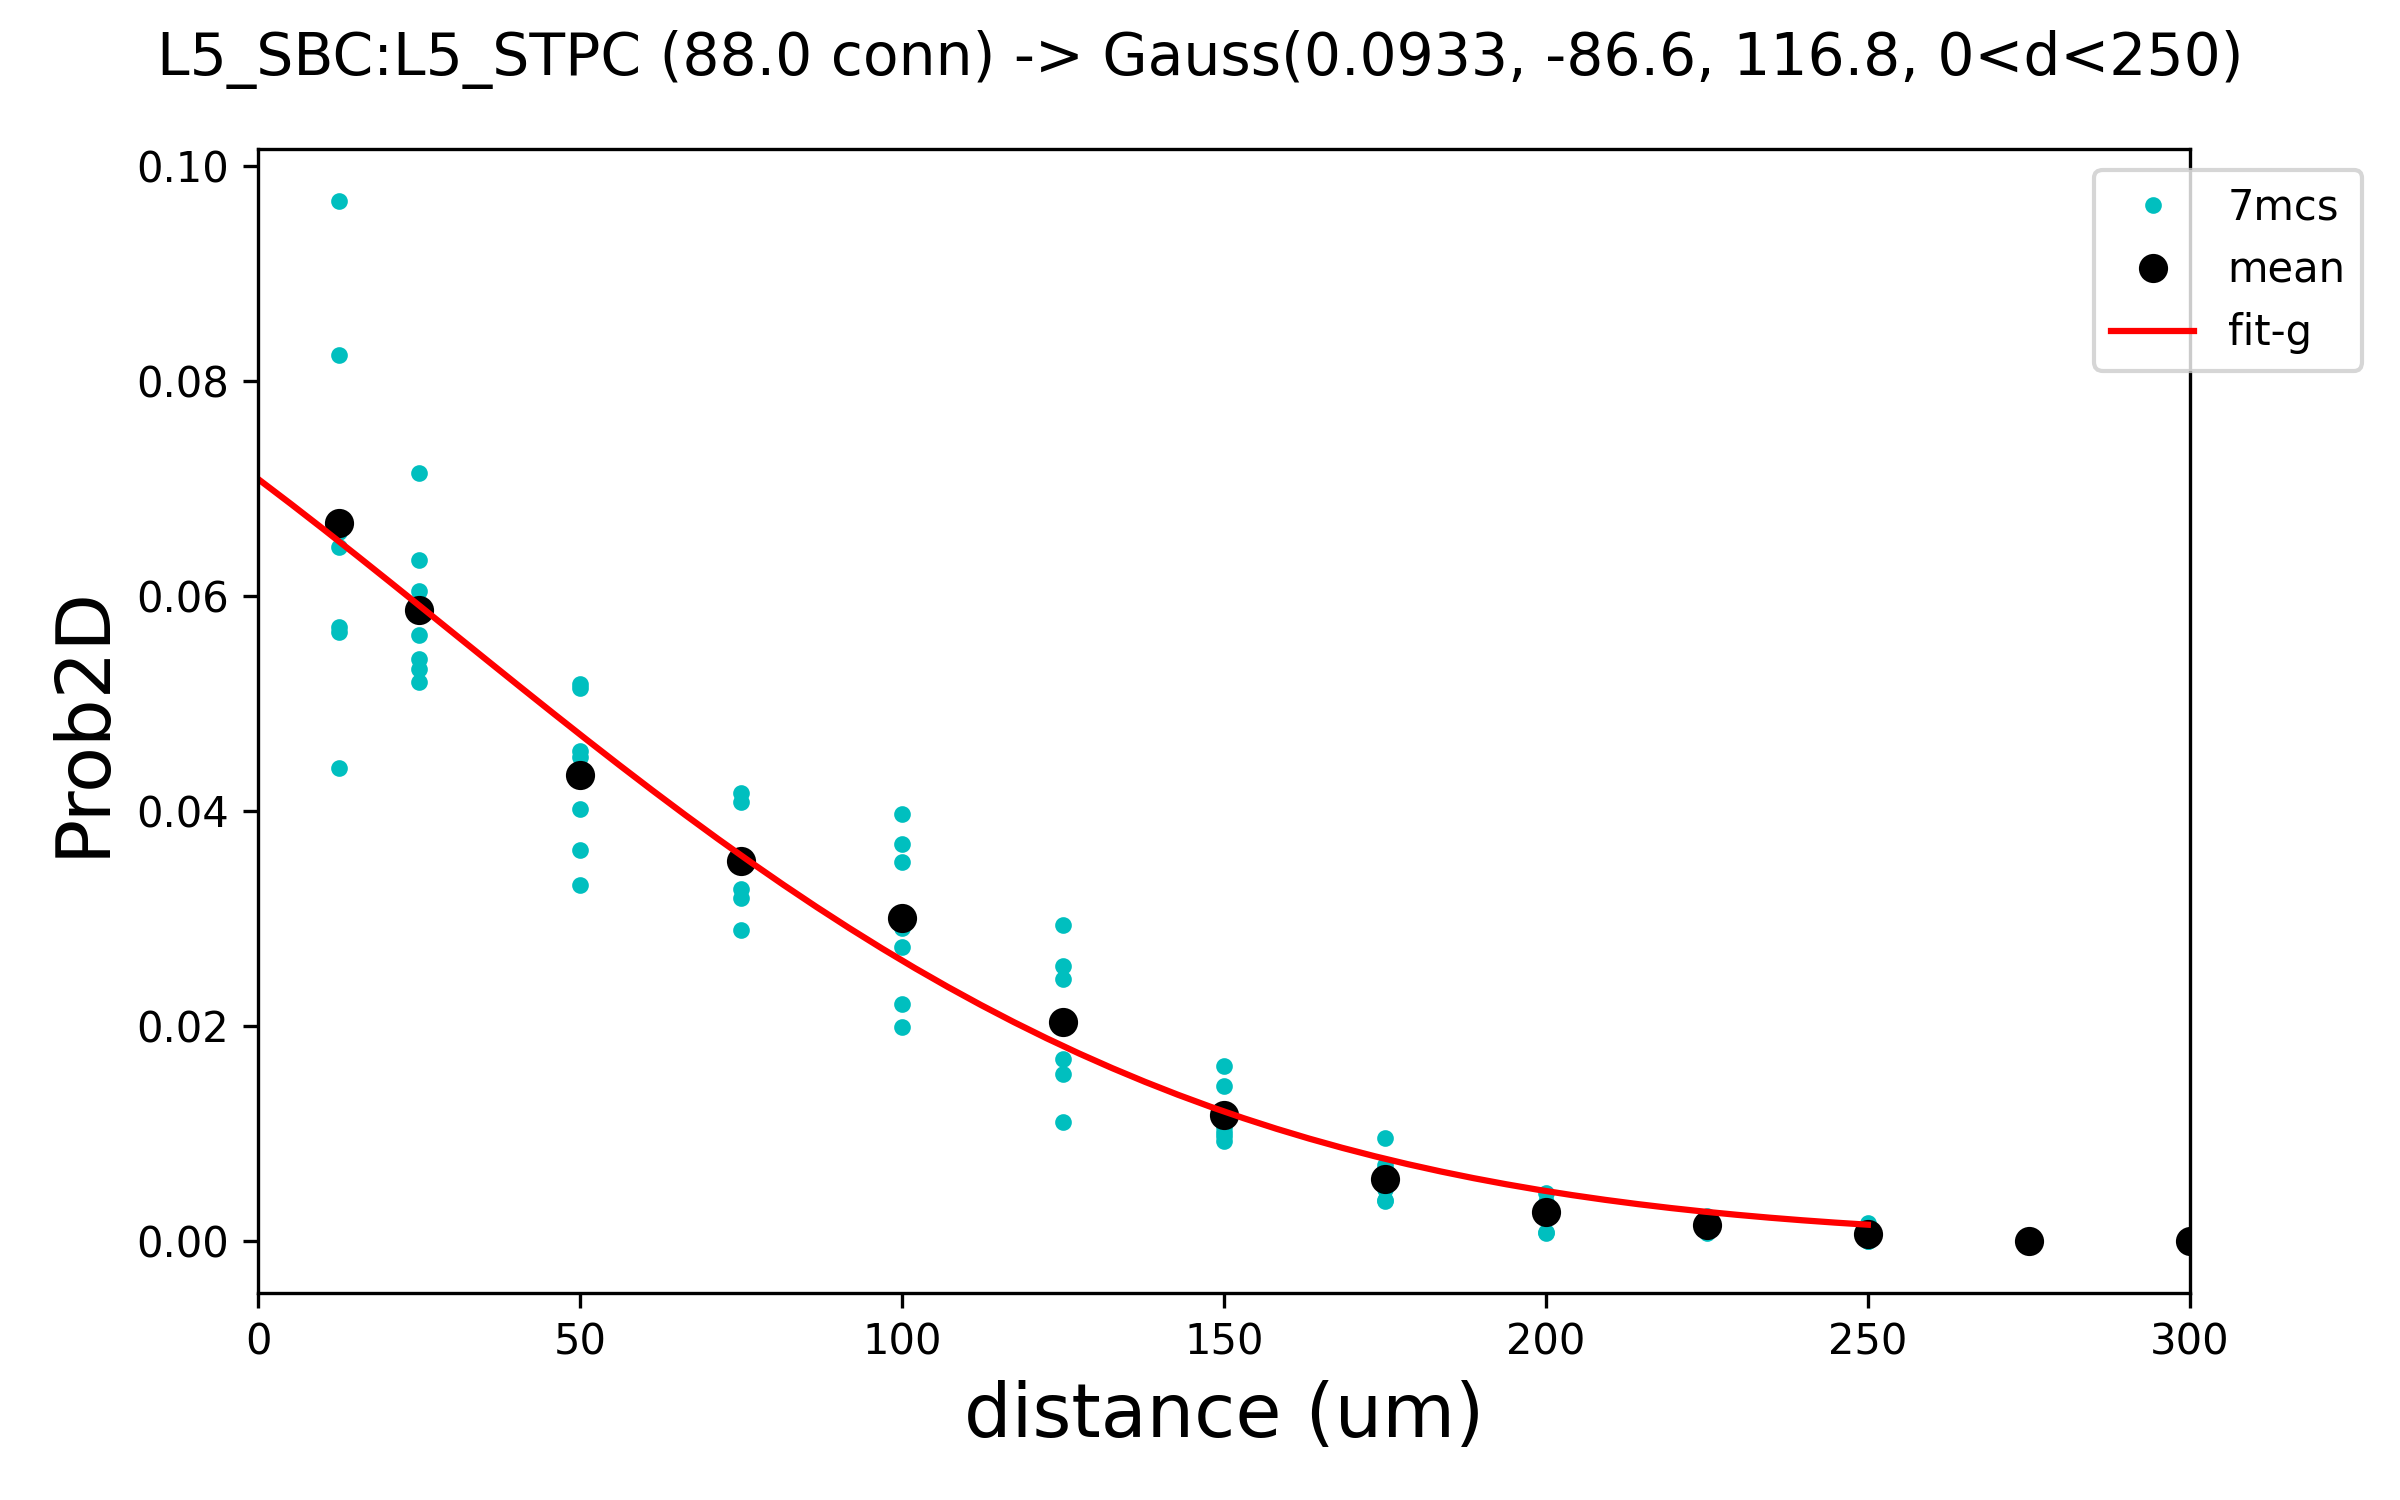 L5_SBC:L5_STPC (88.0 conn) -> Gauss(0.0933, -86.6, 116.8, 0<d<250)
7mcs
mean
fit-g
Prob2D
0.10
0.08
0.06
0.04
0.02
0.00
0 50 100 150 200 250 300
distance (um)